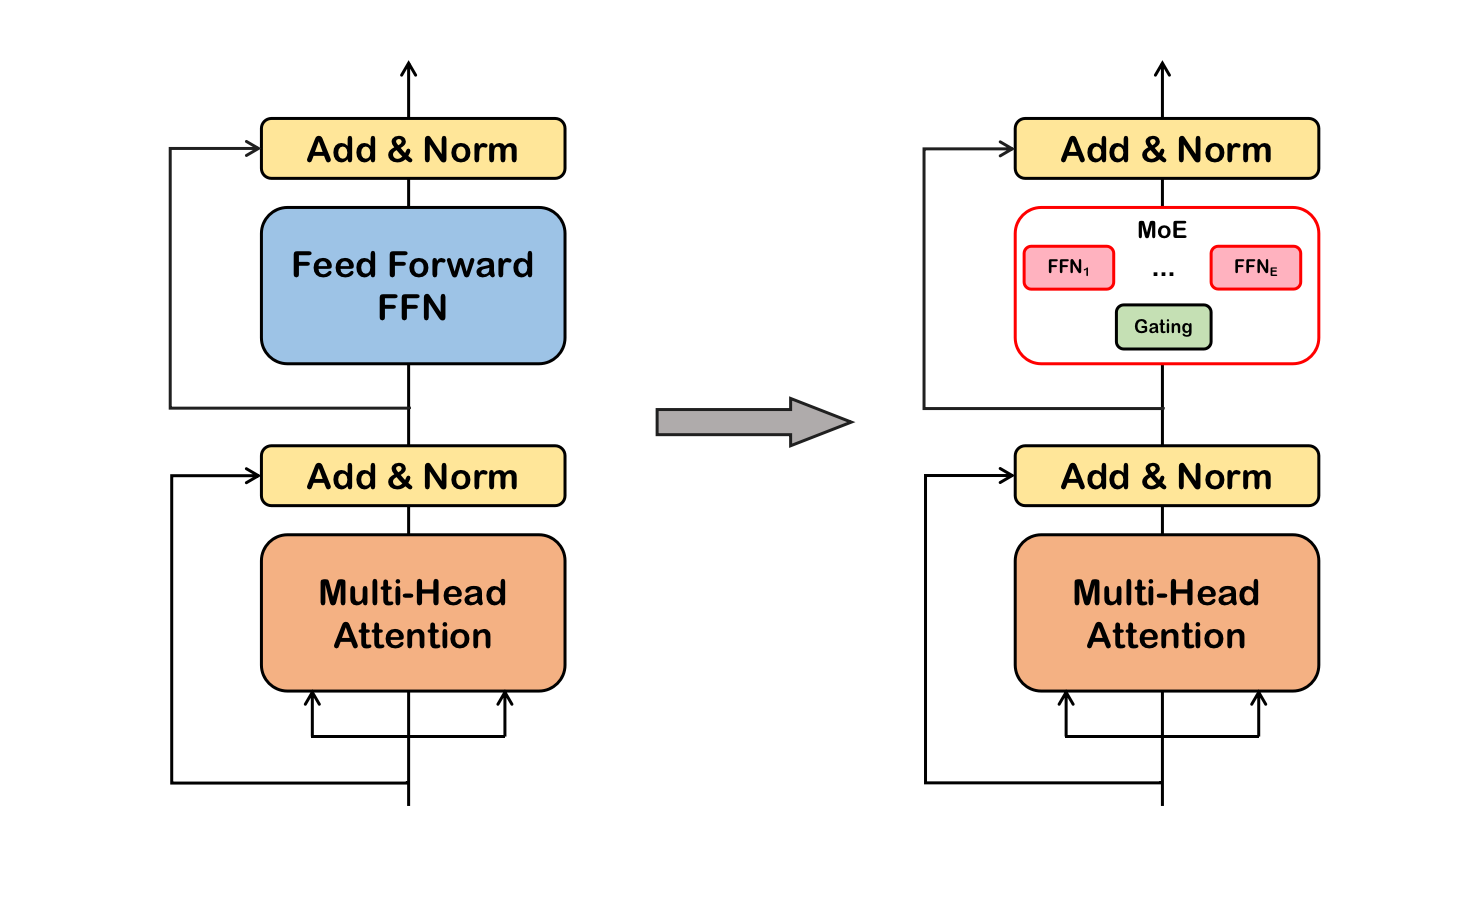 Add & Norm
Feed Forward
FFN
Add & Norm
Multi-Head
Attention
Add & Norm
MoE
FFN₁
...
FFN_E
Gating
Add & Norm
Multi-Head
Attention